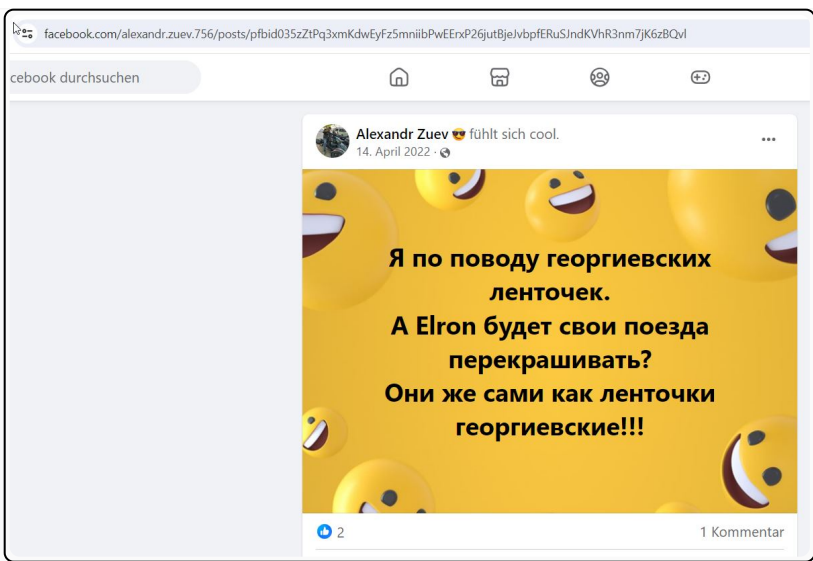 facebook.com/alexandr.zuev.756/posts/pfbid035zZtPq3xmKdwEyFz5mniibPwEErxP26jutBjeJvbpfERuSJndKVhR3nm7jK6zBQvl
cebook durchsuchen
Alexandr Zuev 😎 fühlt sich cool.
14. April 2022 ·
Я по поводу георгиевских
ленточек.
А Elron будет свои поезда
перекрашивать?
Они же сами как ленточки
георгиевские!!!
2
1 Kommentar